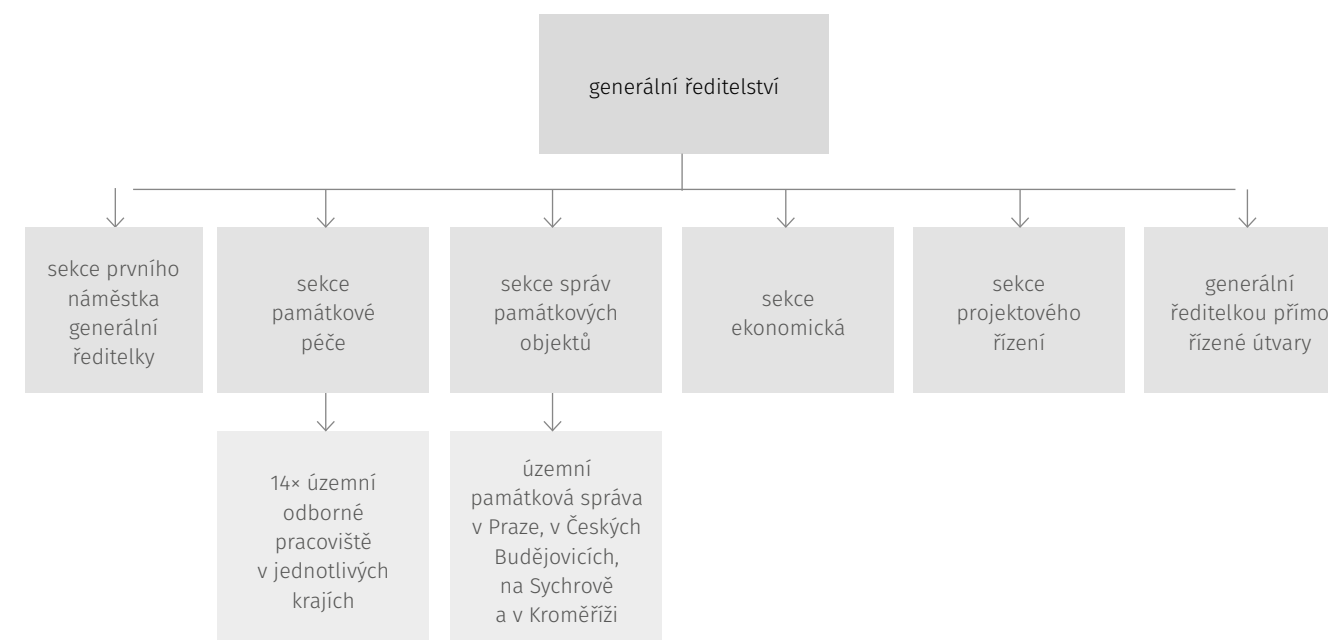 generální ředitelství
sekce prvního
náměstka
generální
ředitelky
sekce
památkové
péče
sekce správ
památkových
objektů
sekce
ekonomická
sekce
projektového
řízení
generální
ředitelkou přímo
řízené útvary
14× územní
odborné
pracoviště
v jednotlivých
krajích
územní
památková správa
v Praze, v Českých
Budějovicích,
na Sychrově
a v Kroměříži